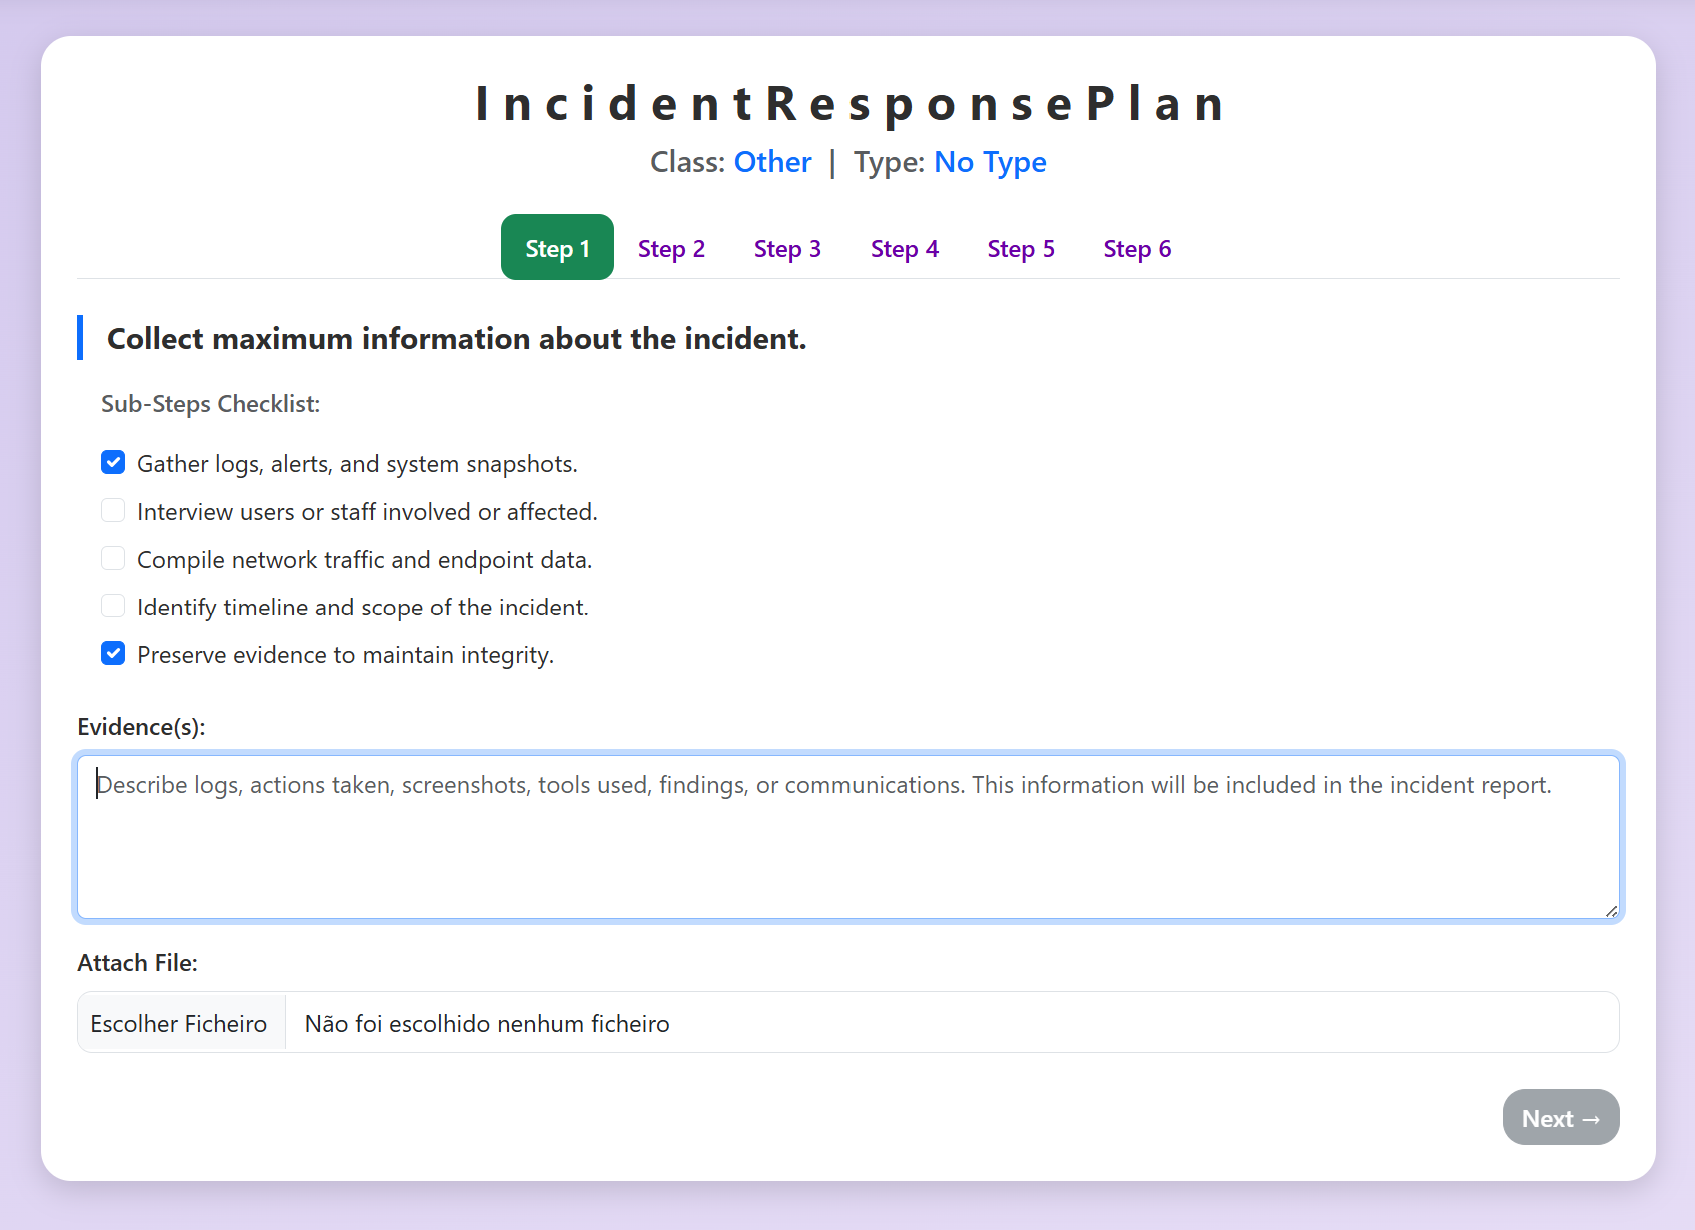 IncidentResponsePlan
Class: Other | Type: No Type
Step 1 Step 2 Step 3 Step 4 Step 5 Step 6
Collect maximum information about the incident.
Sub-Steps Checklist:
Gather logs, alerts, and system snapshots.
Interview users or staff involved or affected.
Compile network traffic and endpoint data.
Identify timeline and scope of the incident.
Preserve evidence to maintain integrity.
Evidence(s):
Describe logs, actions taken, screenshots, tools used, findings, or communications. This information will be included in the incident report.
Attach File:
Escolher Ficheiro Não foi escolhido nenhum ficheiro
Next →